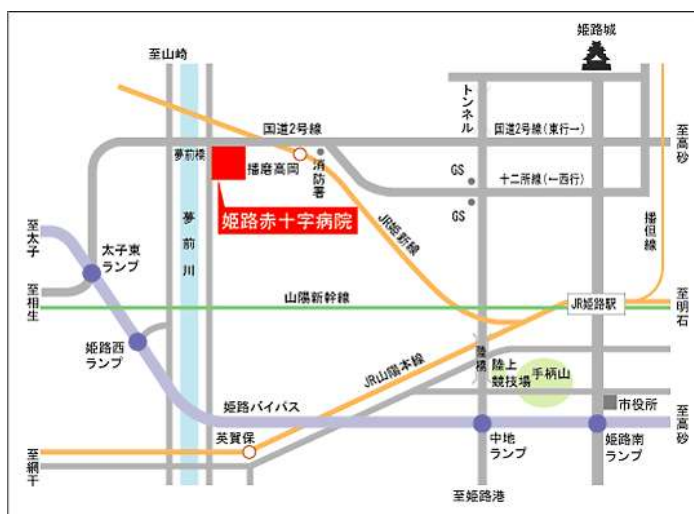 姫路城
至山崎
トンネル
国道2号線
国道2号線(東行→)
至高砂
夢前橋
播磨高岡
消防署
GS
十二所線(←西行)
GS
姫路赤十字病院
JR姫新線
播但線
至太子
夢前川
太子東
ランプ
至相生
山陽新幹線
JR姫路駅
至明石
姫路西
ランプ
陸橋
JR山陽本線
陸上
競技場
手柄山
姫路バイパス
市役所
至高砂
英賀保
中地
ランプ
姫路南
ランプ
至網干
至姫路港